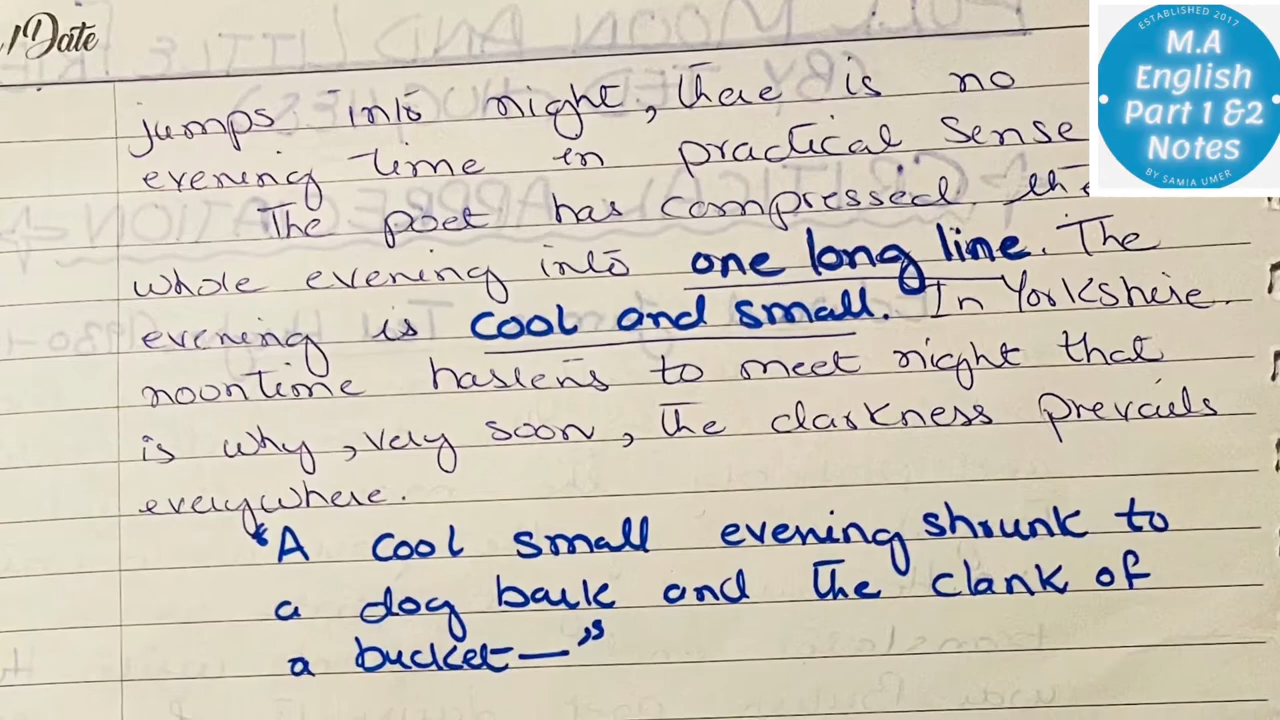 /Date
ESTABLISHED 2017
M.A
English
Part 1 &2
Notes
BY SAMIA UMER
jumps into night, there is no
evening time in practical sense
The poet has compressed the
whole evening into one long line. The
evening is cool and small. In Yorkshire
noontime hastens to meet night that
is why, very soon, the darkness prevails
everywhere.
"A cool small evening shrunk to
a dog bark and the clank of
a bucket—"